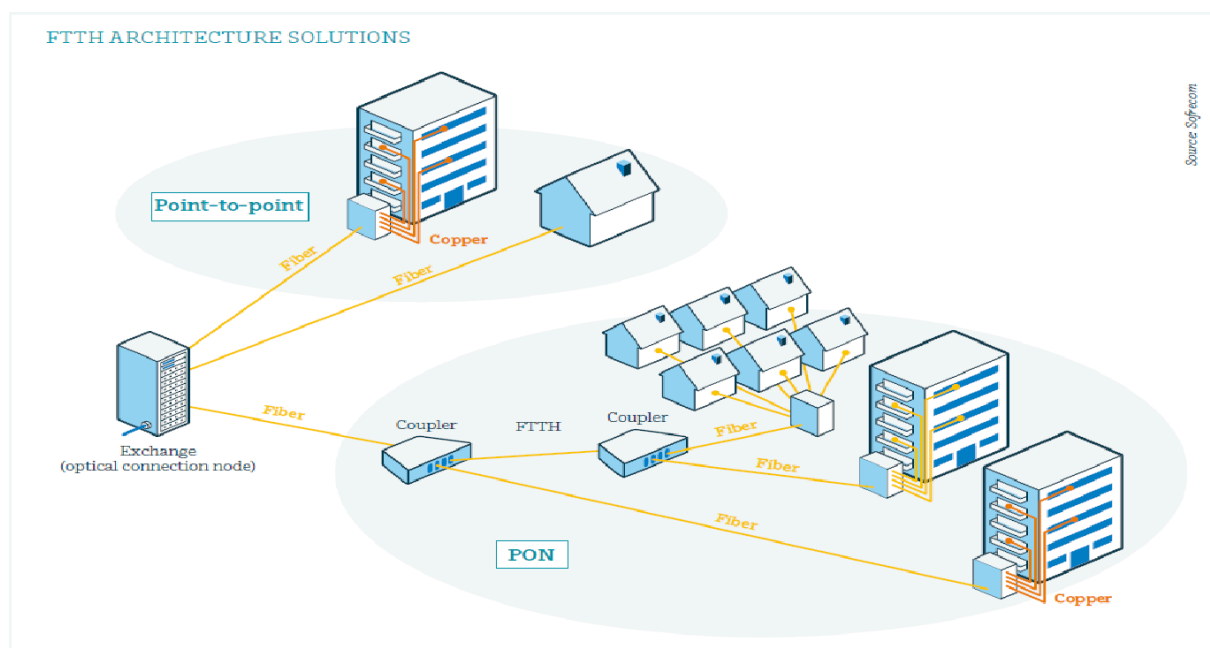 FTTH ARCHITECTURE SOLUTIONS
Source: Sofrecom
Point-to-point
Copper
Fiber
Fiber
Fiber
Exchange
(optical connection node)
Coupler
FTTH
Coupler
Fiber
Fiber
Fiber
PON
Copper